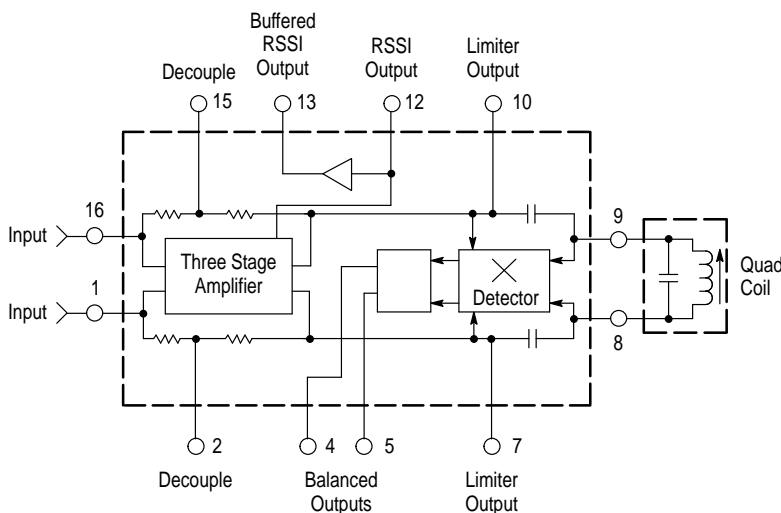 Buffered
RSSI
Output
RSSI
Output
Limiter
Output
Decouple
15
13
12
10
16
Input
9
Three Stage
Amplifier
Detector
Quad
Coil
1
Input
8
2
4
5
7
Decouple
Balanced
Outputs
Limiter
Output